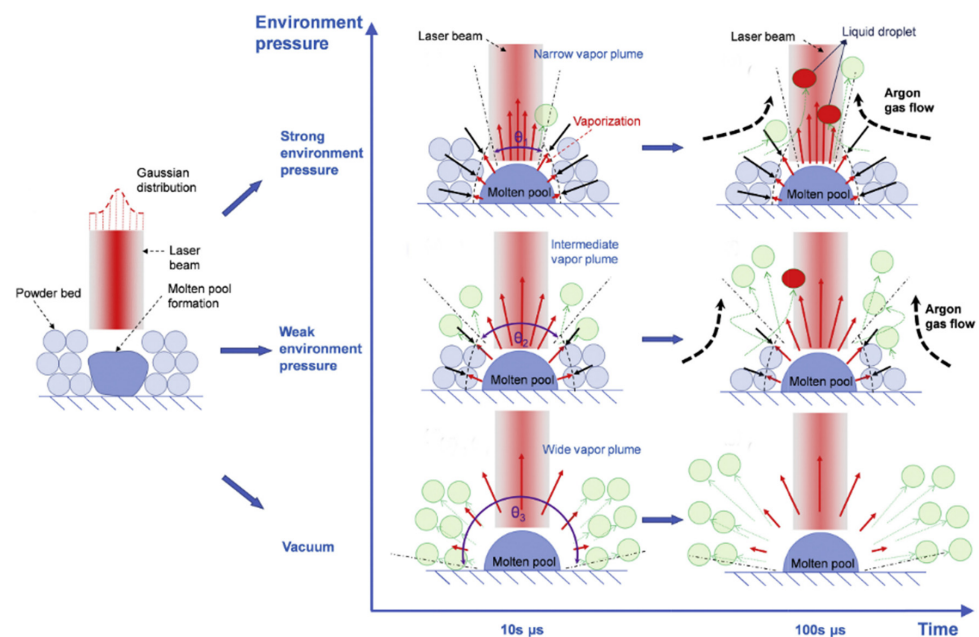 Environment
pressure
Laser beam
Narrow vapor plume
θ1
Vaporization
Molten pool
Laser beam
Liquid droplet
Argon
gas flow
Molten pool
Strong
environment
pressure
Gaussian
distribution
Laser
beam
Molten pool
formation
Powder bed
Weak
environment
pressure
Intermediate
vapor plume
θ2
Molten pool
Argon
gas flow
Molten pool
Vacuum
Wide vapor plume
θ3
Molten pool
Molten pool
10s µs
100s µs
Time